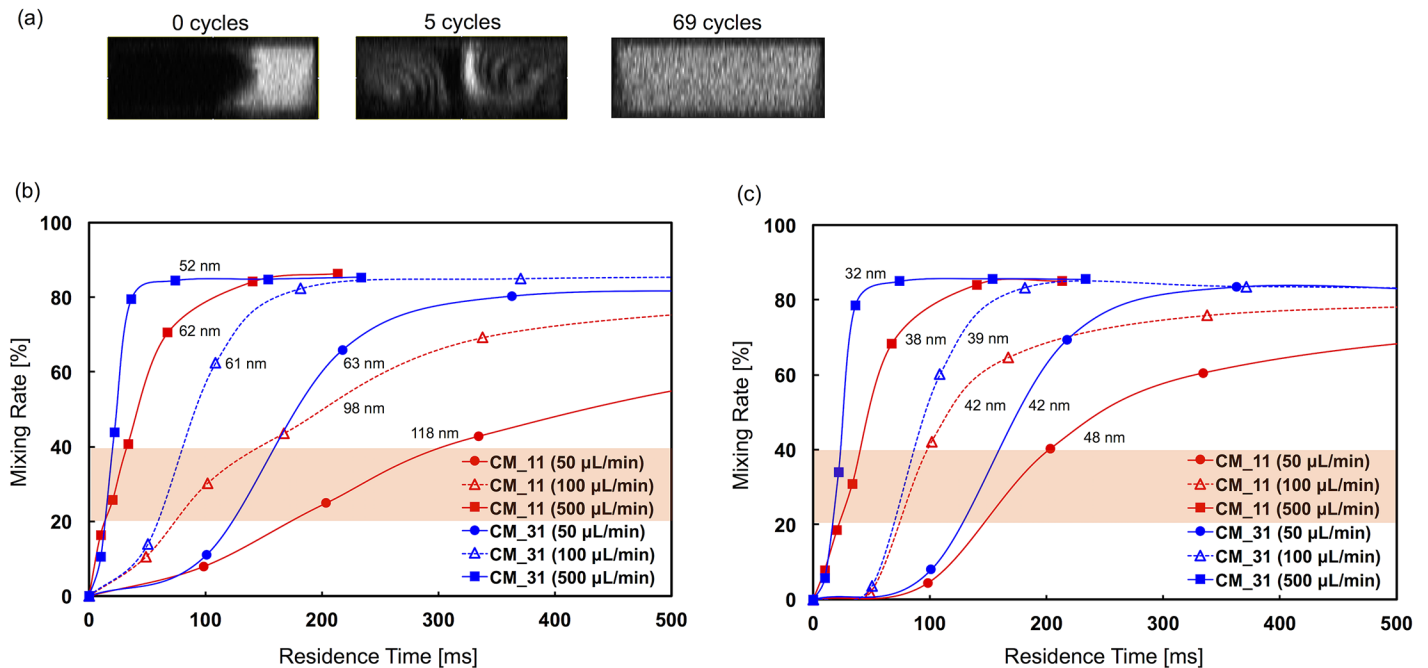 (a)
0 cycles
5 cycles
69 cycles
(b)
Mixing Rate [%]
100
80
60
40
20
0
52 nm
62 nm
61 nm
63 nm
98 nm
118 nm
CM_11 (50 µL/min)
CM_11 (100 µL/min)
CM_11 (500 µL/min)
CM_31 (50 µL/min)
CM_31 (100 µL/min)
CM_31 (500 µL/min)
0
100
200
300
400
500
Residence Time [ms]
(c)
Mixing Rate [%]
100
80
60
40
20
0
32 nm
38 nm
39 nm
42 nm
42 nm
48 nm
CM_11 (50 µL/min)
CM_11 (100 µL/min)
CM_11 (500 µL/min)
CM_31 (50 µL/min)
CM_31 (100 µL/min)
CM_31 (500 µL/min)
0
100
200
300
400
500
Residence Time [ms]